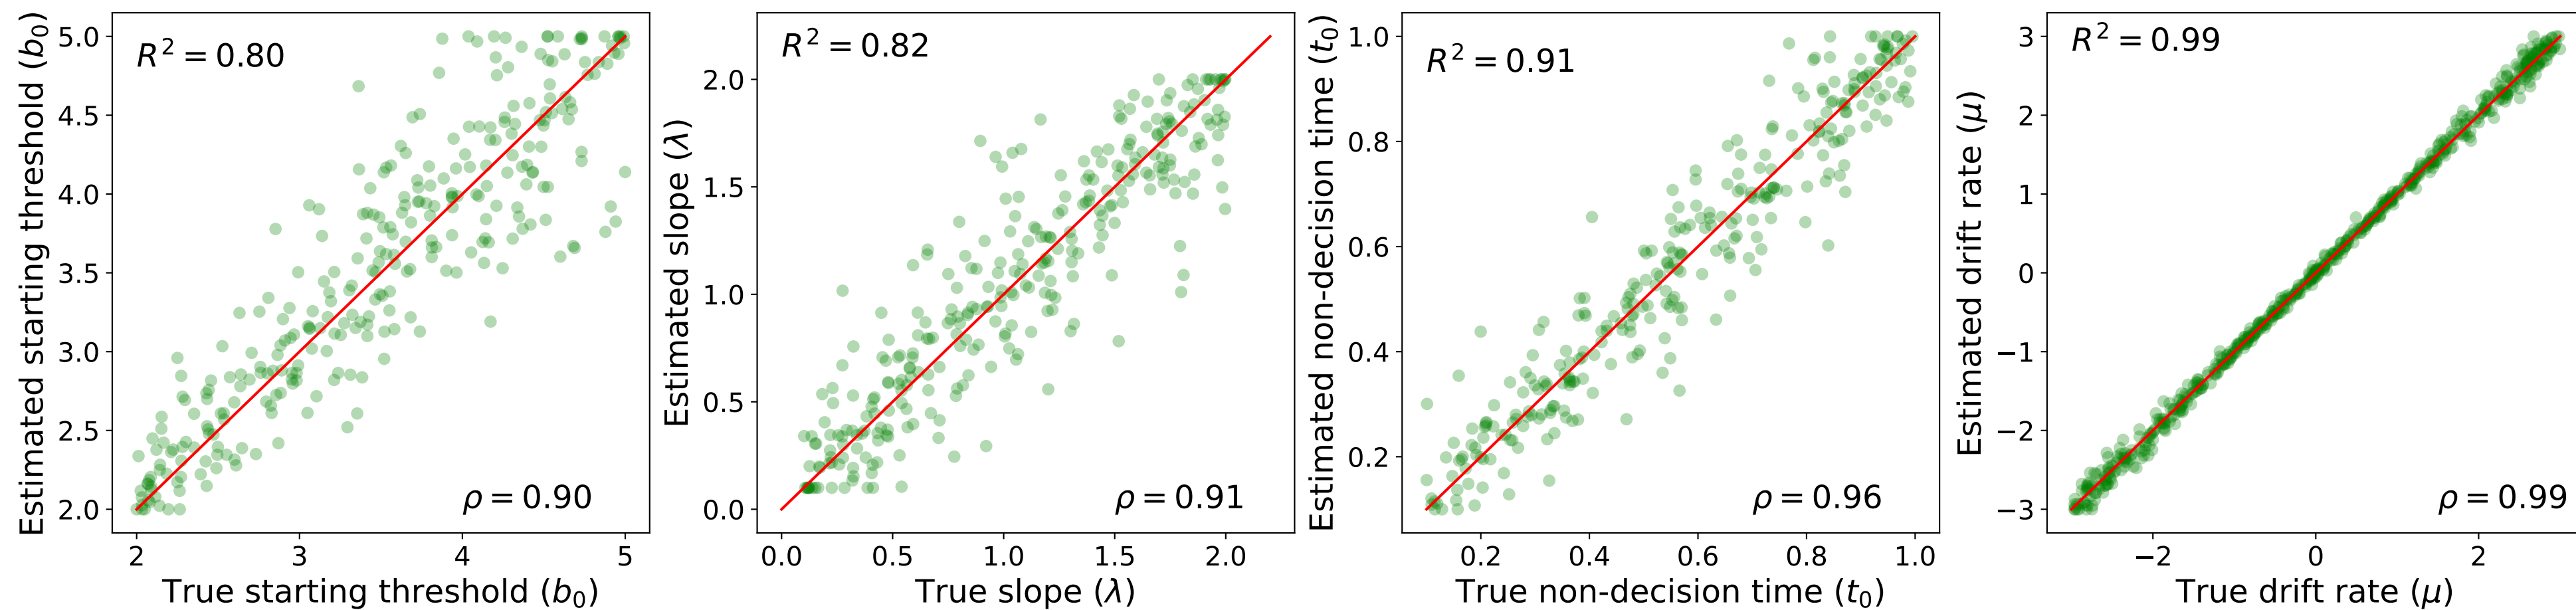 Estimated starting threshold (b₀)
5.0
4.5
4.0
3.5
3.0
2.5
2.0
R² = 0.80
ρ = 0.90
2 3 4 5
True starting threshold (b₀)
Estimated slope (λ)
2.0
1.5
1.0
0.5
0.0
R² = 0.82
ρ = 0.91
0.0 0.5 1.0 1.5 2.0
True slope (λ)
Estimated non-decision time (t₀)
1.0
0.8
0.6
0.4
0.2
R² = 0.91
ρ = 0.96
0.2 0.4 0.6 0.8 1.0
True non-decision time (t₀)
Estimated drift rate (μ)
3
2
1
0
−1
−2
−3
R² = 0.99
ρ = 0.99
−2 0 2
True drift rate (μ)